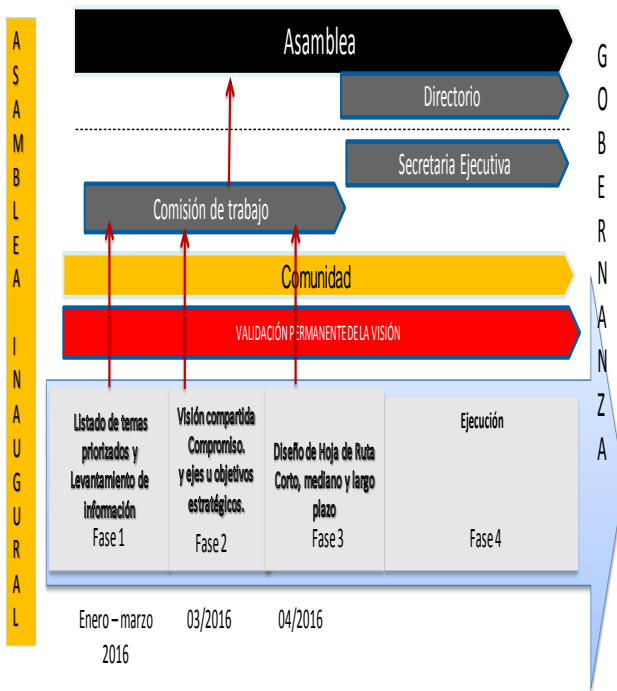 ASAMBLEA INAUGURAL
Asamblea
Directorio
Secretaria Ejecutiva
Comisión de trabajo
Comunidad
VALIDACIÓN PERMANENTE DE LA VISIÓN
GOBERNANZA
Listado de temas
priorizados y
Levantamiento de
información
Fase 1
Visión compartida
Compromiso.
y ejes u objetivos
estratégicos.
Fase 2
Diseño de Hoja de Ruta
Corto, mediano y largo
plazo
Fase 3
Ejecución
Fase 4
Enero – marzo
2016
03/2016
04/2016